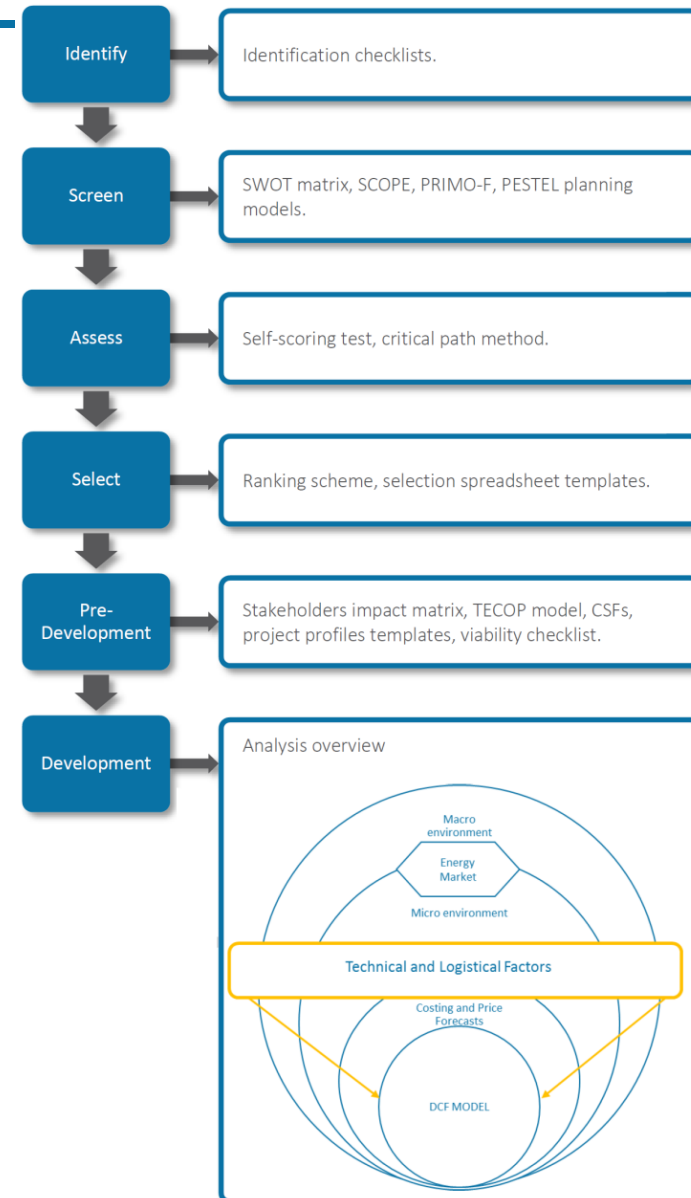 Identify
Identification checklists.
Screen
SWOT matrix, SCOPE, PRIMO-F, PESTEL planning
models.
Assess
Self-scoring test, critical path method.
Select
Ranking scheme, selection spreadsheet templates.
Pre-
Development
Stakeholders impact matrix, TECOP model, CSFs,
project profiles templates, viability checklist.
Development
Analysis overview
Macro
environment
Energy
Market
Micro environment
Technical and Logistical Factors
Costing and Price
Forecasts
DCF MODEL